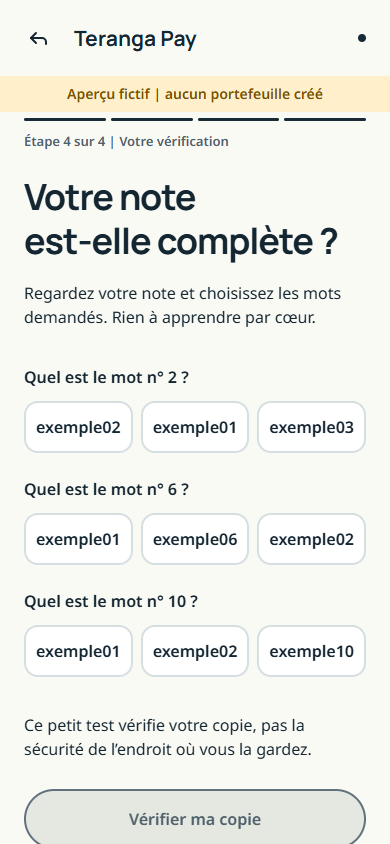 Teranga Pay
Aperçu fictif | aucun portefeuille créé
Étape 4 sur 4 | Votre vérification
Votre note
est-elle complète ?
Regardez votre note et choisissez les mots
demandés. Rien à apprendre par cœur.
Quel est le mot n° 2 ?
exemple02 exemple01 exemple03
Quel est le mot n° 6 ?
exemple01 exemple06 exemple02
Quel est le mot n° 10 ?
exemple01 exemple02 exemple10
Ce petit test vérifie votre copie, pas la
sécurité de l’endroit où vous la gardez.
Vérifier ma copie